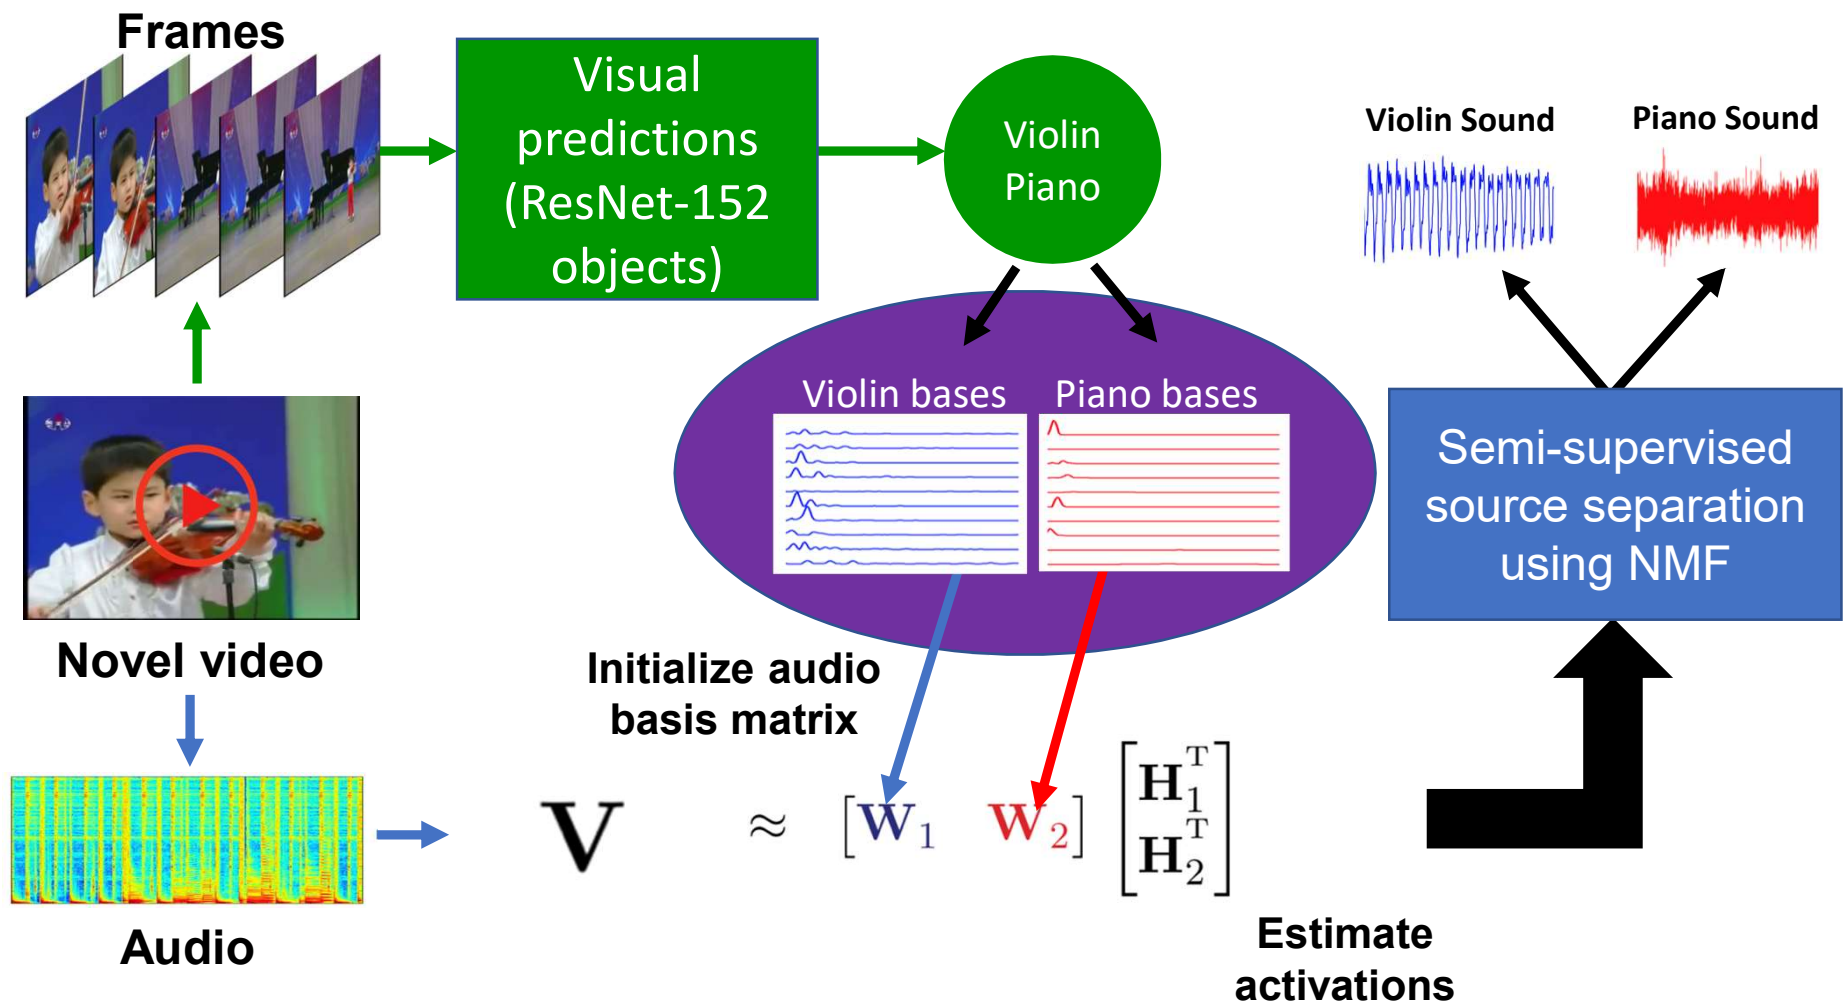 Frames
Visual
predictions
(ResNet-152
objects)
Violin
Piano
Violin Sound
Piano Sound
Violin bases
Piano bases
Semi-supervised
source separation
using NMF
Novel video
Initialize audio
basis matrix
V ≈ [W₁ W₂] [H₁ᵀ
H₂ᵀ]
Audio
Estimate
activations